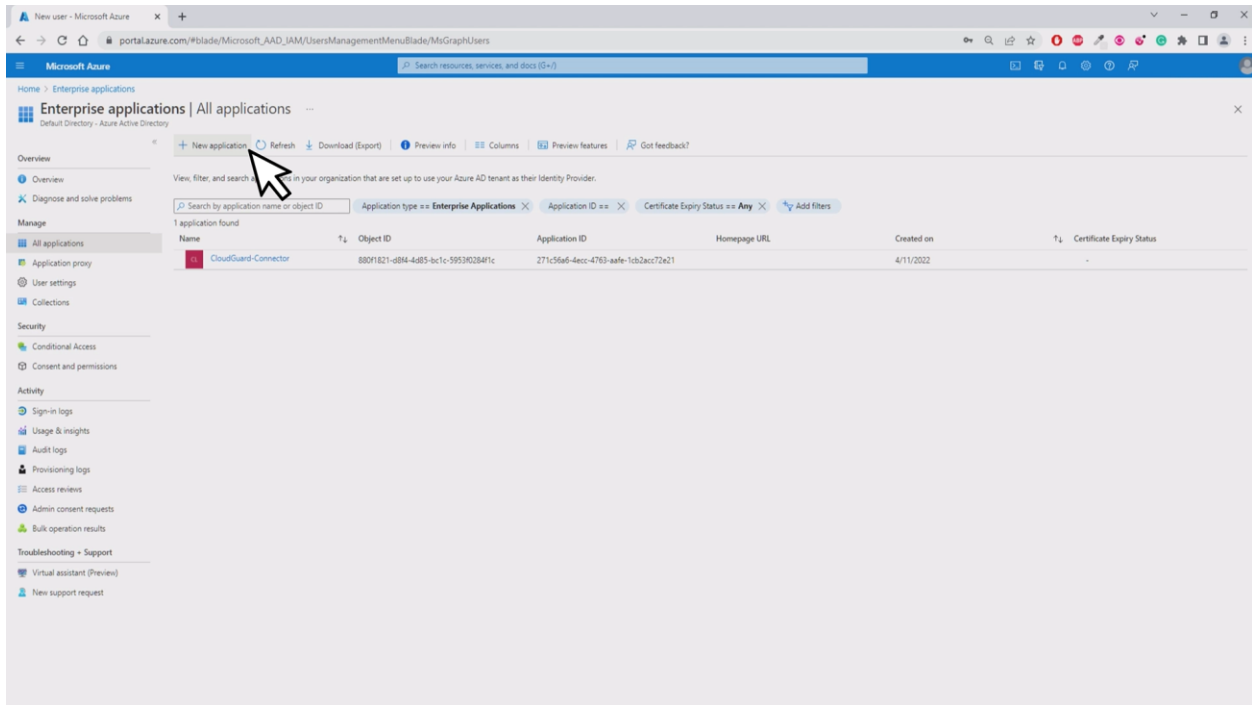 New user - Microsoft Azure
portal.azure.com/#blade/Microsoft_AAD_IAM/UsersManagementMenuBlade/MsGraphUsers
Microsoft Azure
Search resources, services, and docs (G+/)
Home > Enterprise applications
Enterprise applications | All applications
Default Directory - Azure Active Directory
New application Refresh Download (Export) Preview info Columns Preview features Got feedback?
Overview
View, filter, and search in your organization that are set up to use your Azure AD tenant as their Identity Provider.
Overview
Diagnose and solve problems
Search by application name or object ID Application type == Enterprise Applications Application ID == Certificate Expiry Status == Any Add filters
Manage
1 application found
All applications
Name Object ID Application ID Homepage URL Created on Certificate Expiry Status
CloudGuard-Connector 880f1821-d8f4-4d85-bc1c-5953f0284f1c 271c56a6-4ecc-4763-aafe-1cb2acc72e21 4/11/2022 -
Application proxy
User settings
Collections
Security
Conditional Access
Consent and permissions
Activity
Sign-in logs
Usage & insights
Audit logs
Provisioning logs
Access reviews
Admin consent requests
Bulk operation results
Troubleshooting + Support
Virtual assistant (Preview)
New support request